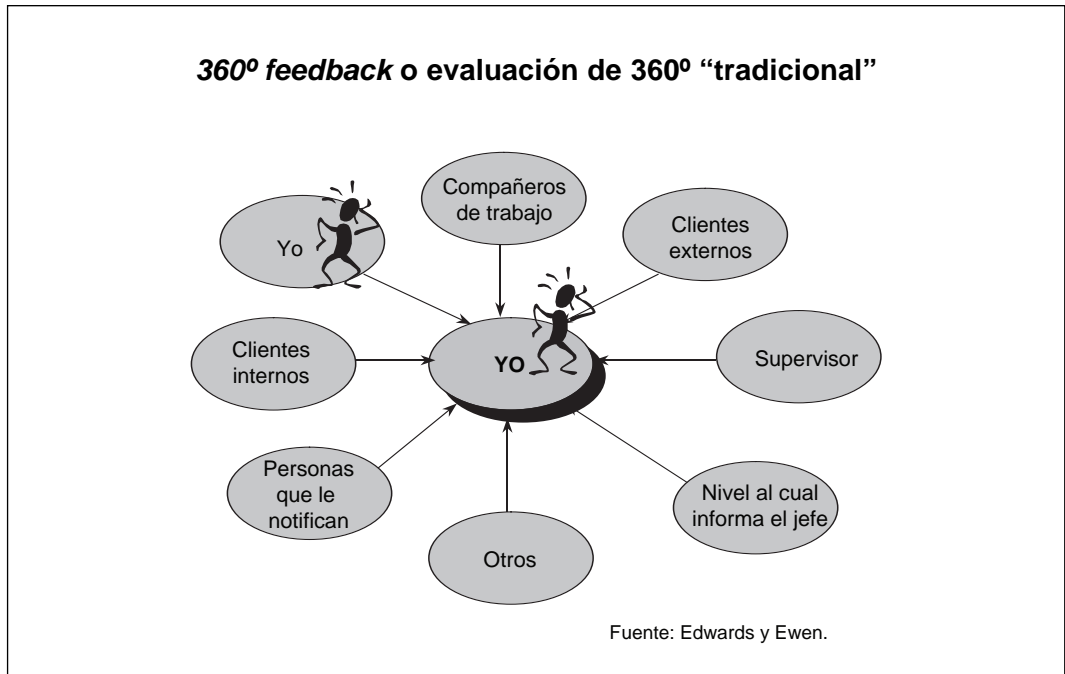 360º feedback o evaluación de 360º “tradicional”
Yo
Compañeros
de trabajo
Clientes
externos
Clientes
internos
YO
Supervisor
Personas
que le
notifican
Otros
Nivel al cual
informa el jefe
Fuente: Edwards y Ewen.